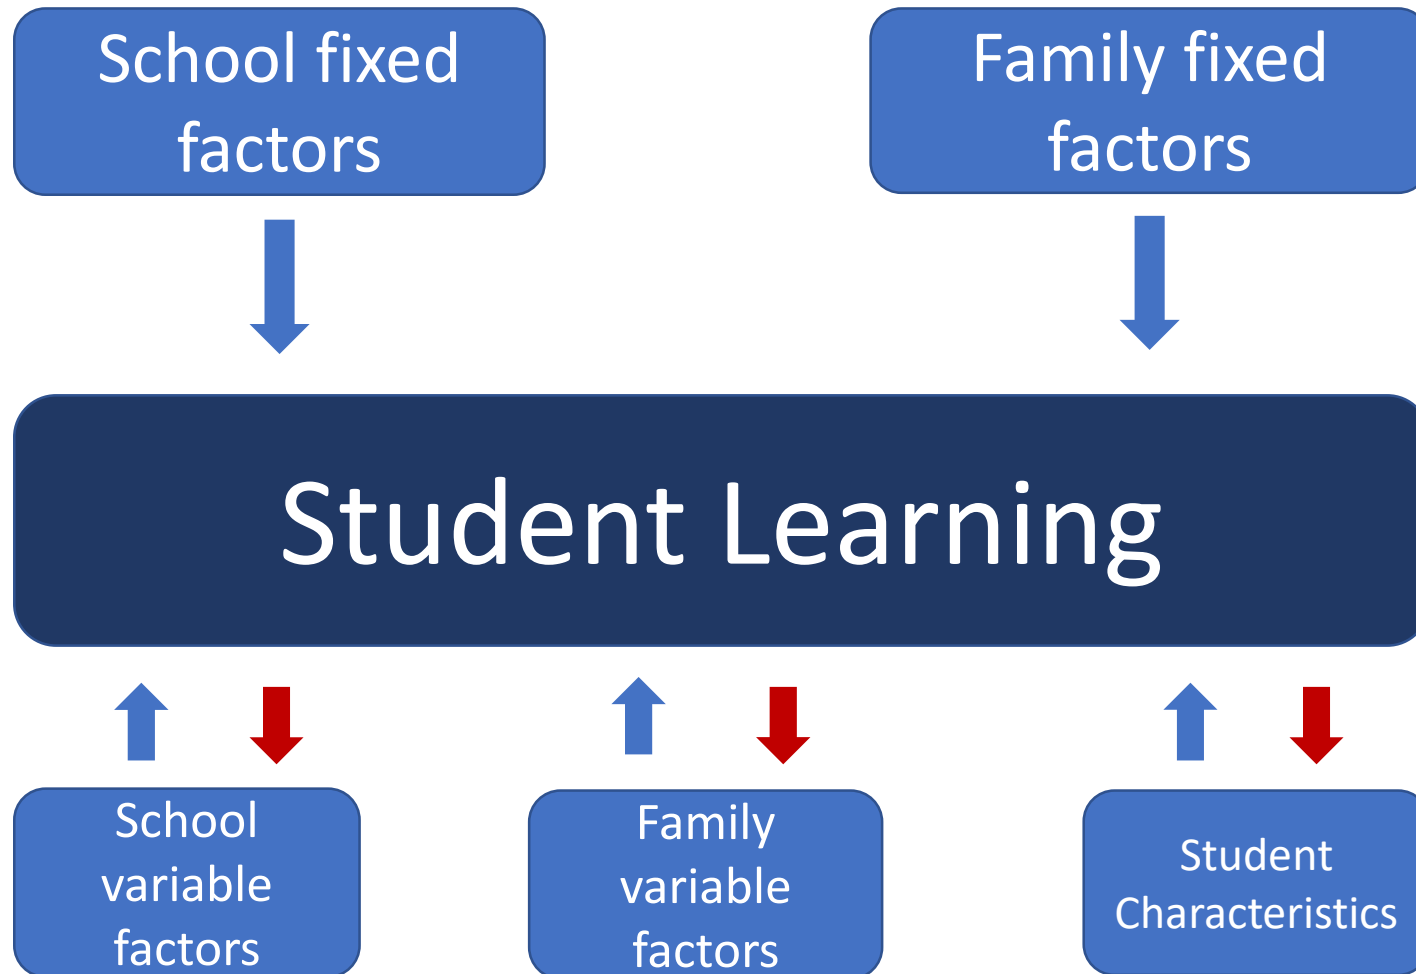 School fixed
factors
Family fixed
factors
Student Learning
School
variable
factors
Family
variable
factors
Student
Characteristics